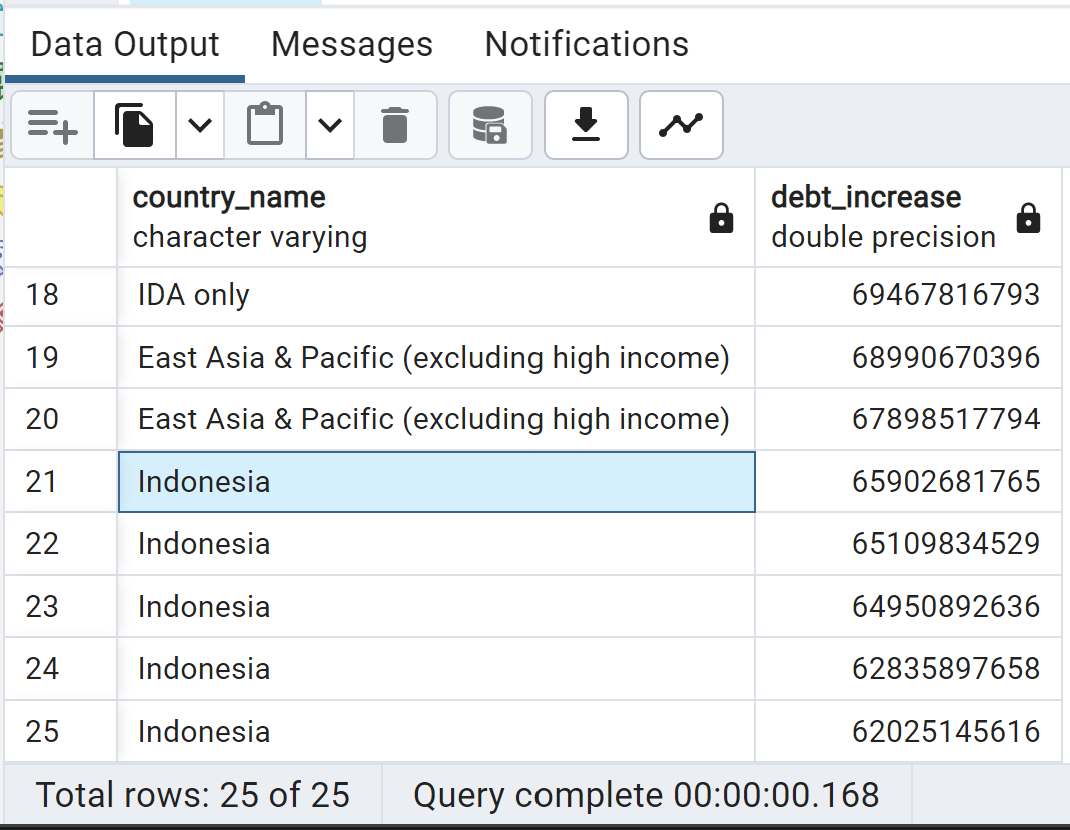 Data Output Messages Notifications
country_name debt_increase
character varying double precision
18 IDA only 69467816793
19 East Asia & Pacific (excluding high income) 68990670396
20 East Asia & Pacific (excluding high income) 67898517794
21 Indonesia 65902681765
22 Indonesia 65109834529
23 Indonesia 64950892636
24 Indonesia 62835897658
25 Indonesia 62025145616
Total rows: 25 of 25 Query complete 00:00:00.168